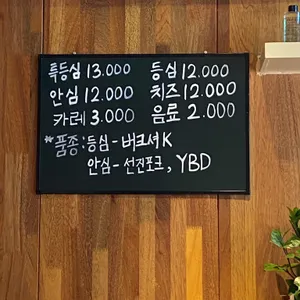 특등심 13.000 등심 12.000
안심 12.000 치즈 12.000
카레 3.000 음료 2.000
*품종: 등심 - 버크셔K
안심 - 선진포크, YBD